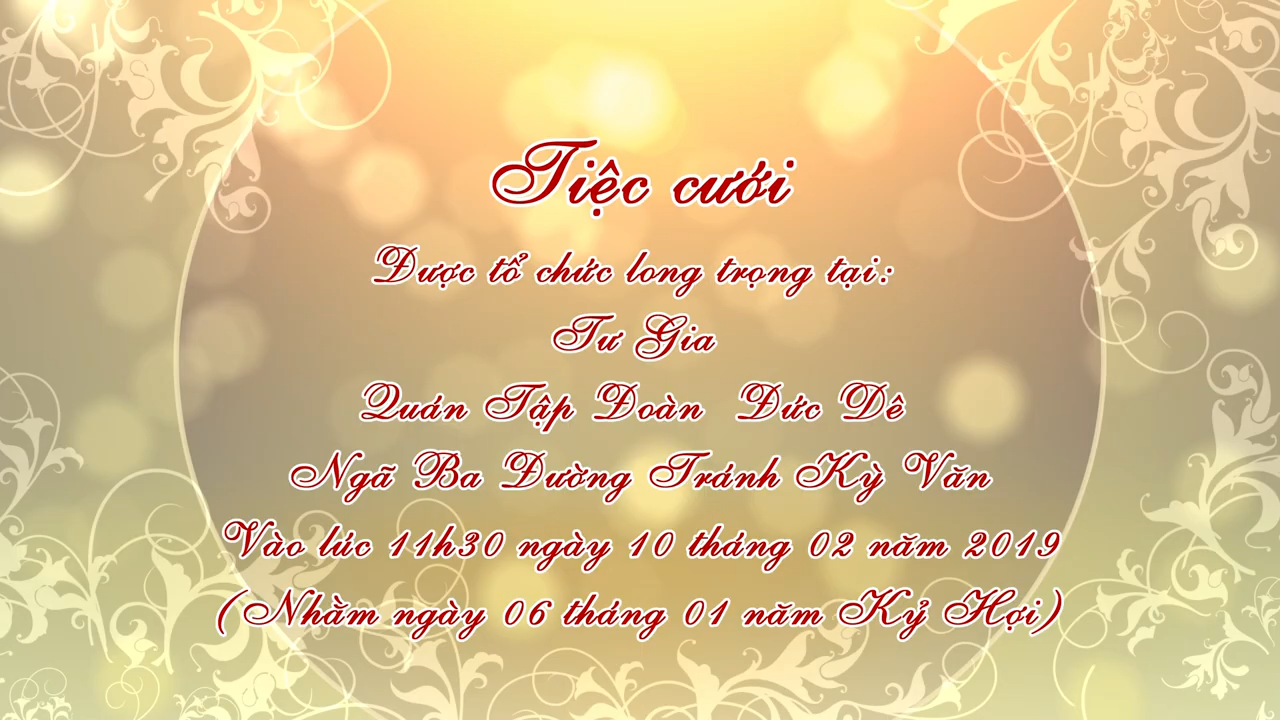 Tiệc cưới
Được tổ chức long trọng tại:
Tư Gia
Quán Tập Đoàn Đức Dê
Ngã Ba Đường Tránh Kỳ Văn
Vào lúc 11h30 ngày 10 tháng 02 năm 2019
(Nhằm ngày 06 tháng 01 năm Kỷ Hợi)